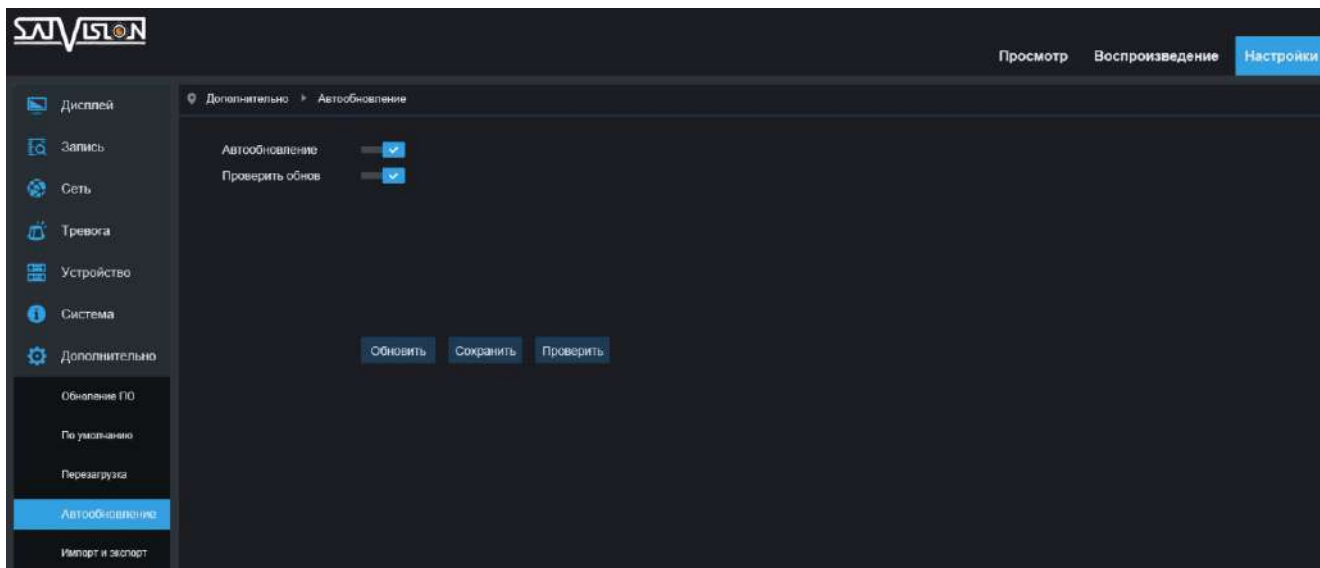 SATVISION
Просмотр Воспроизведение Настройки
Дополнительно Автообновление
Дисплей
Запись
Сеть
Тревога
Устройство
Система
Дополнительно
Обновление ПО
По умолчанию
Перезагрузка
Автообновление
Импорт и экспорт
Автообновление
Проверить обнов
Обновить Сохранить Проверить